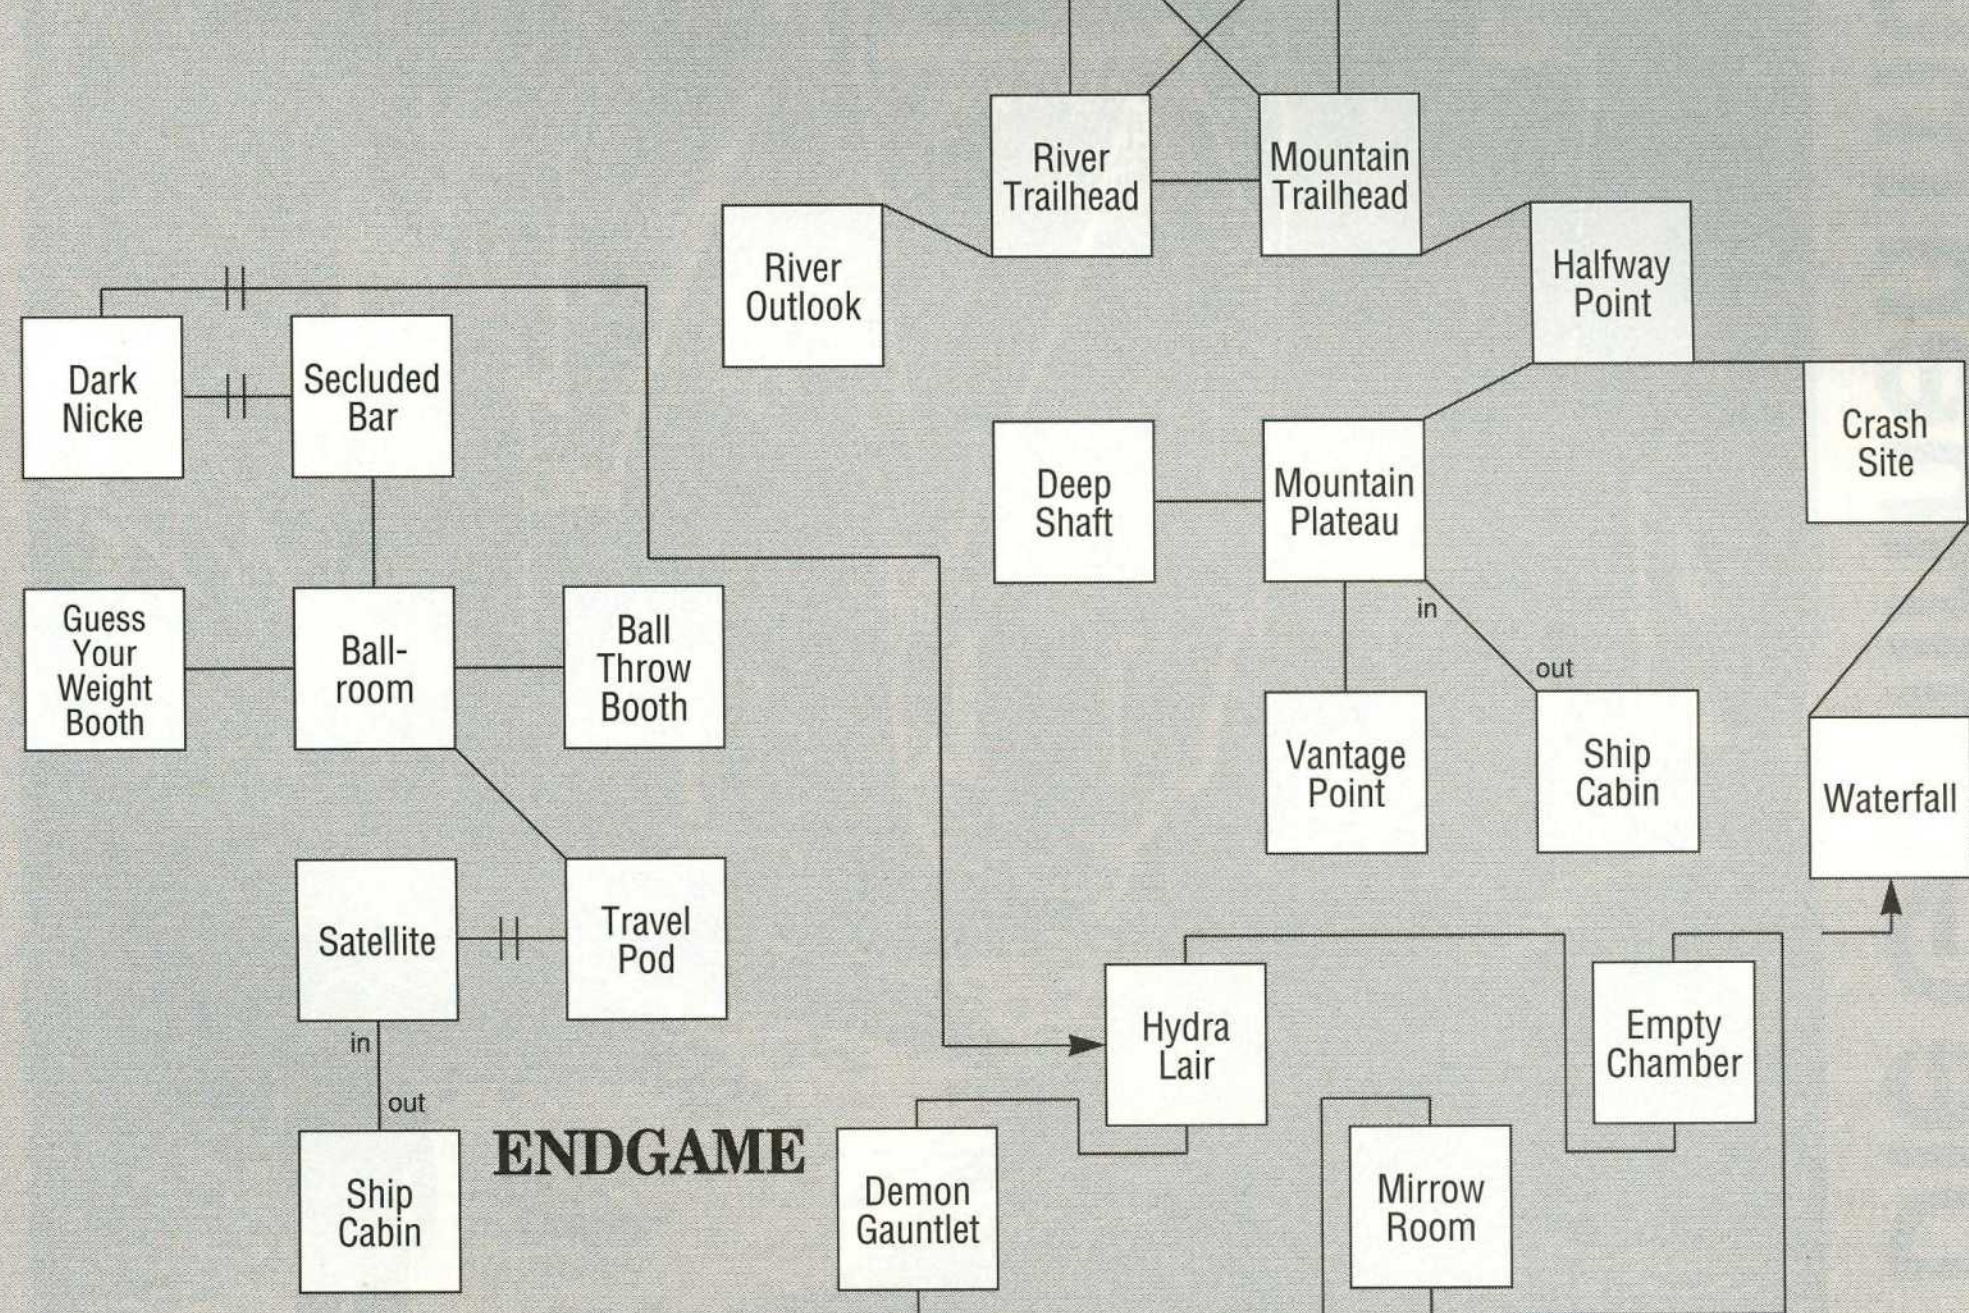 River
Trailhead
Mountain
Trailhead
River
Outlook
Halfway
Point
Dark
Nicke
Secluded
Bar
Crash
Site
Deep
Shaft
Mountain
Plateau
in
out
Guess
Your
Weight
Booth
Ball-
room
Ball
Throw
Booth
Vantage
Point
Ship
Cabin
Waterfall
Satellite
Travel
Pod
in
out
Hydra
Lair
Empty
Chamber
Ship
Cabin
ENDGAME
Demon
Gauntlet
Mirrow
Room